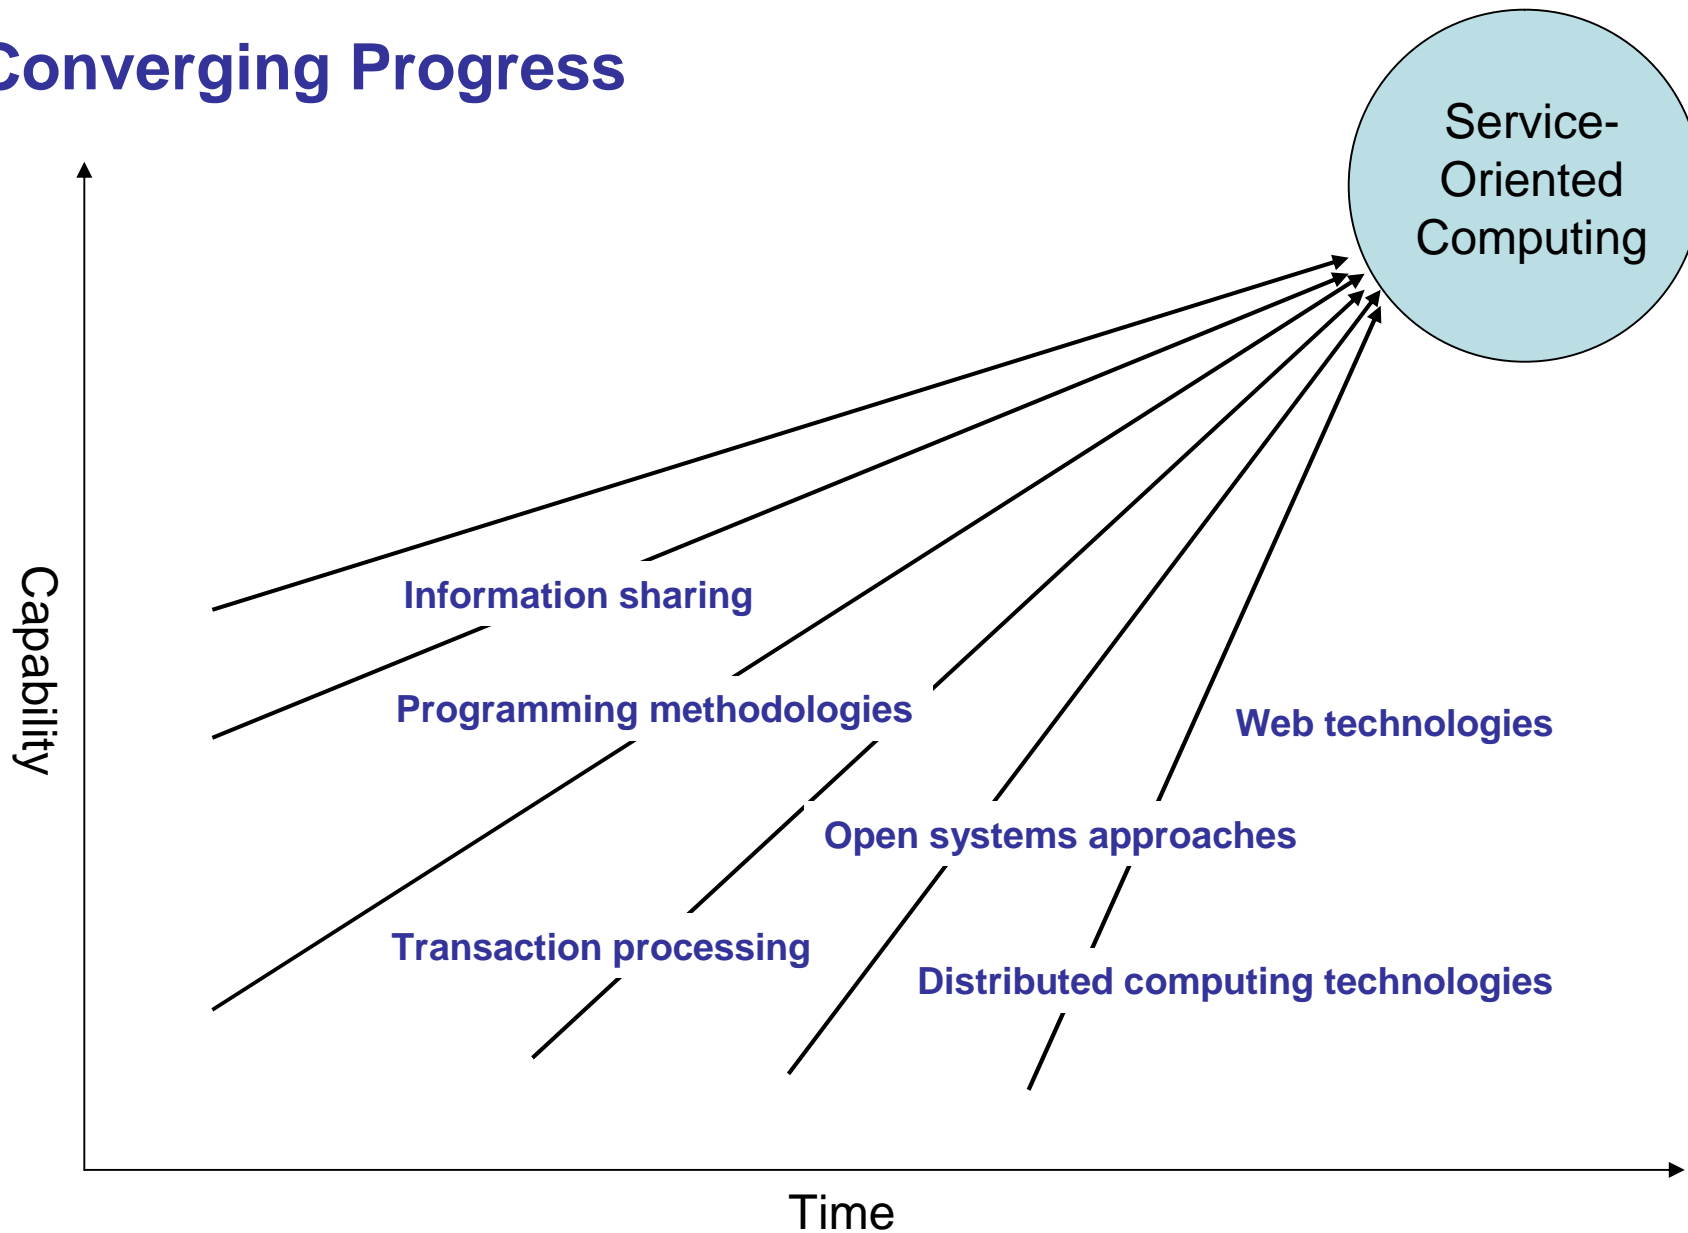 Converging Progress
Service-
Oriented
Computing
Information sharing
Programming methodologies
Web technologies
Open systems approaches
Transaction processing
Distributed computing technologies
Capability
Time